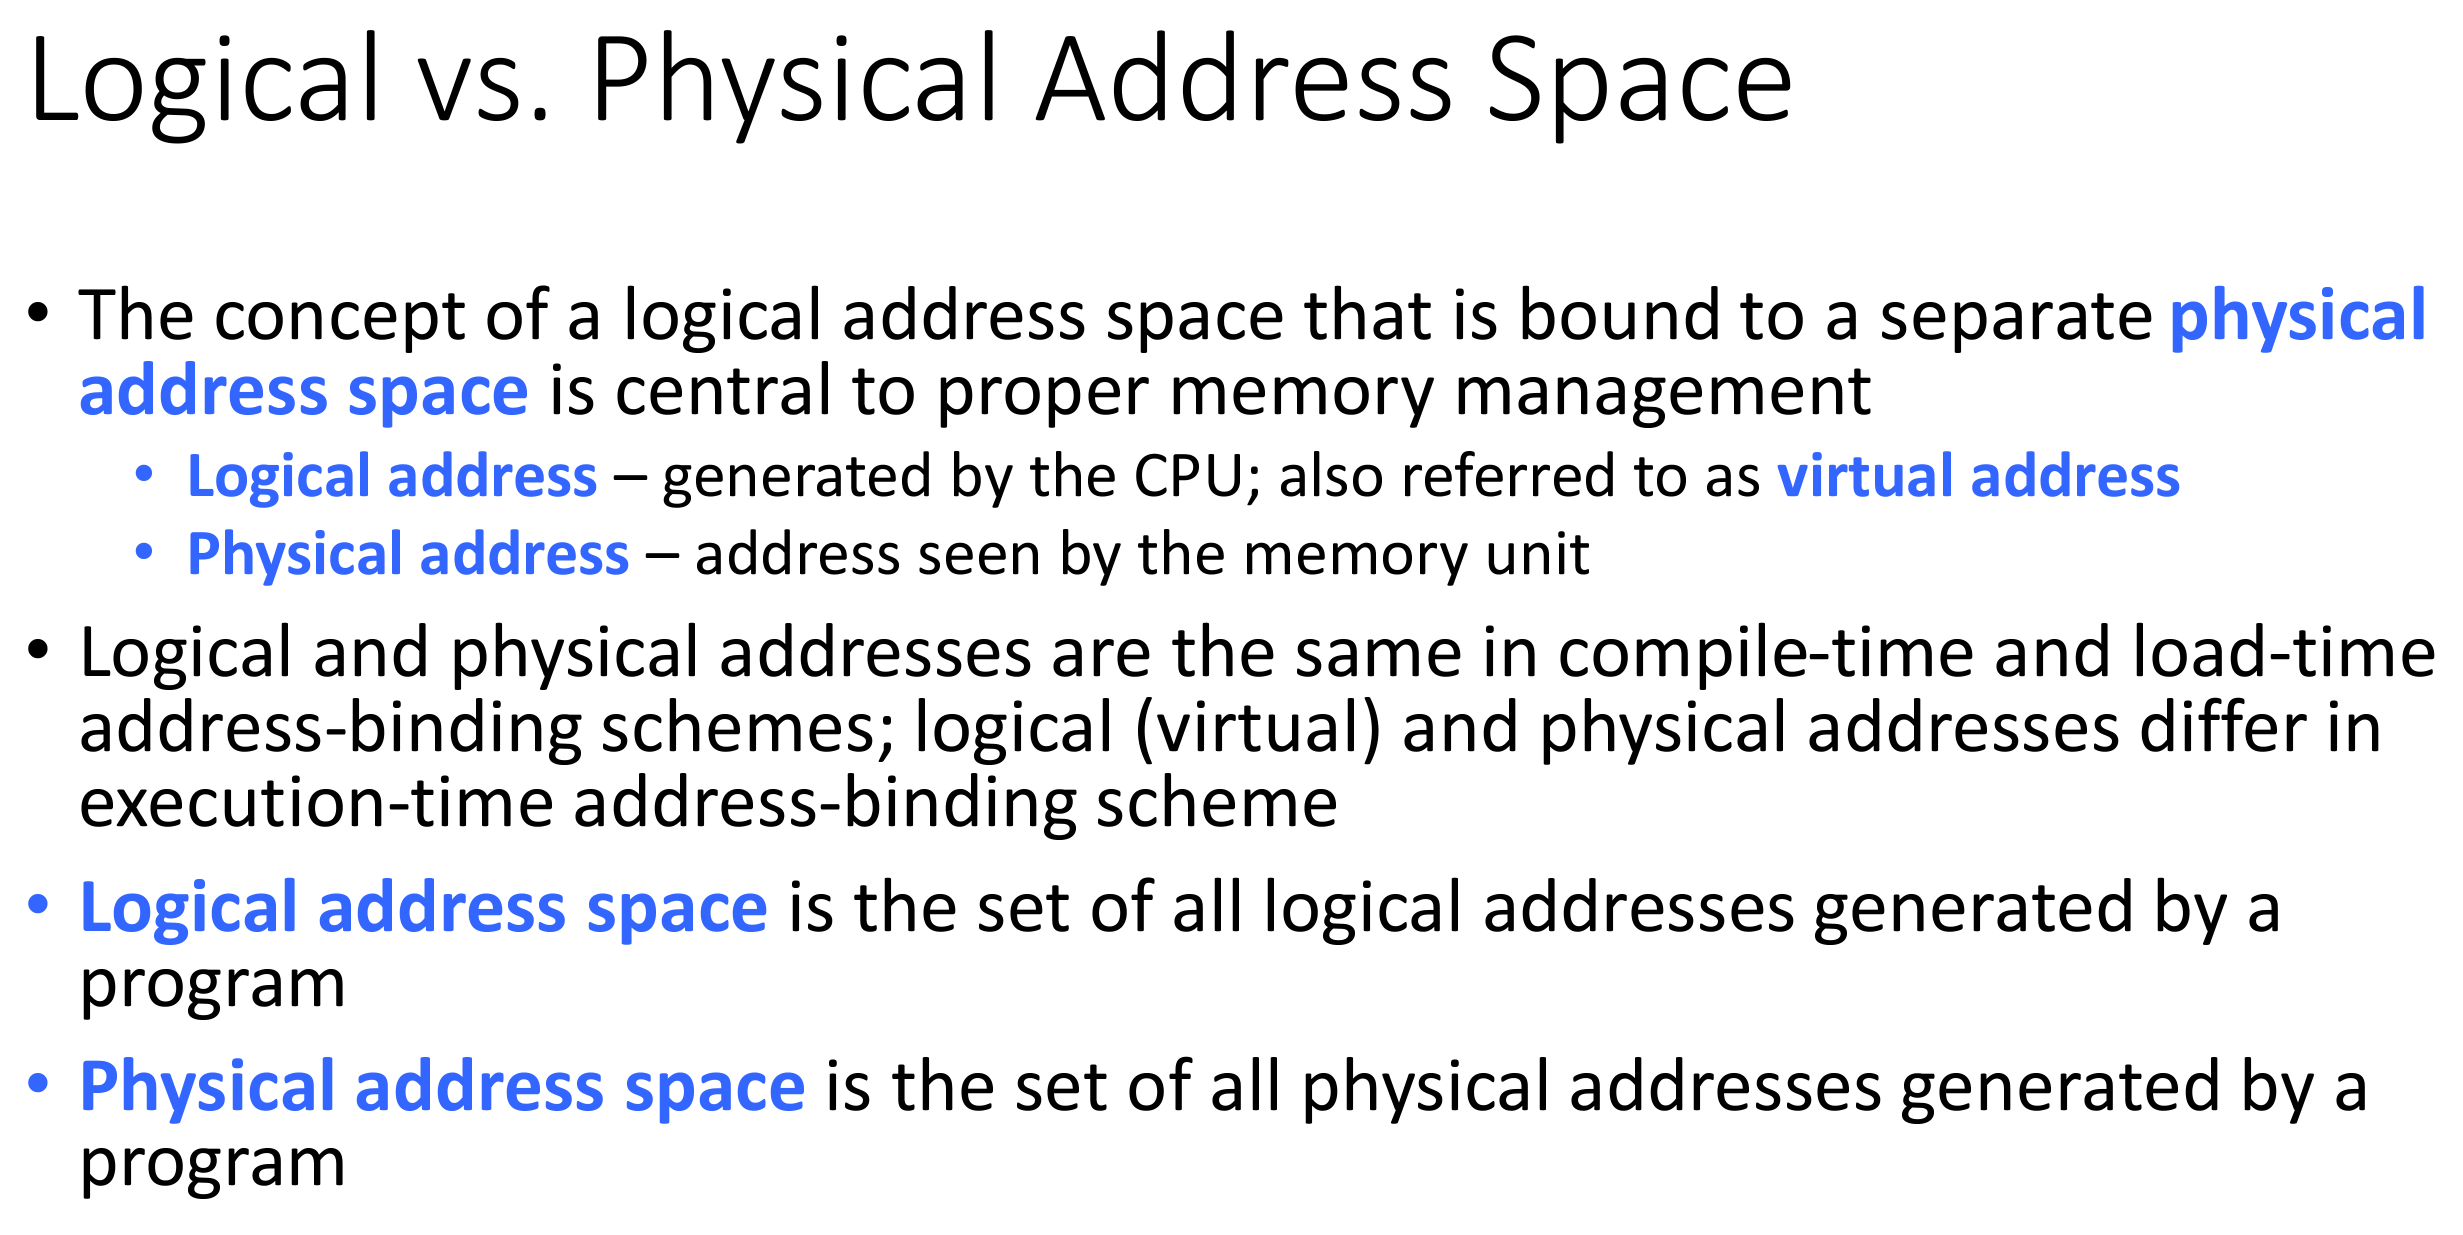 Logical vs. Physical Address Space
• The concept of a logical address space that is bound to a separate physical
address space is central to proper memory management
• Logical address – generated by the CPU; also referred to as virtual address
• Physical address – address seen by the memory unit
• Logical and physical addresses are the same in compile-time and load-time
address-binding schemes; logical (virtual) and physical addresses differ in
execution-time address-binding scheme
• Logical address space is the set of all logical addresses generated by a
program
• Physical address space is the set of all physical addresses generated by a
program